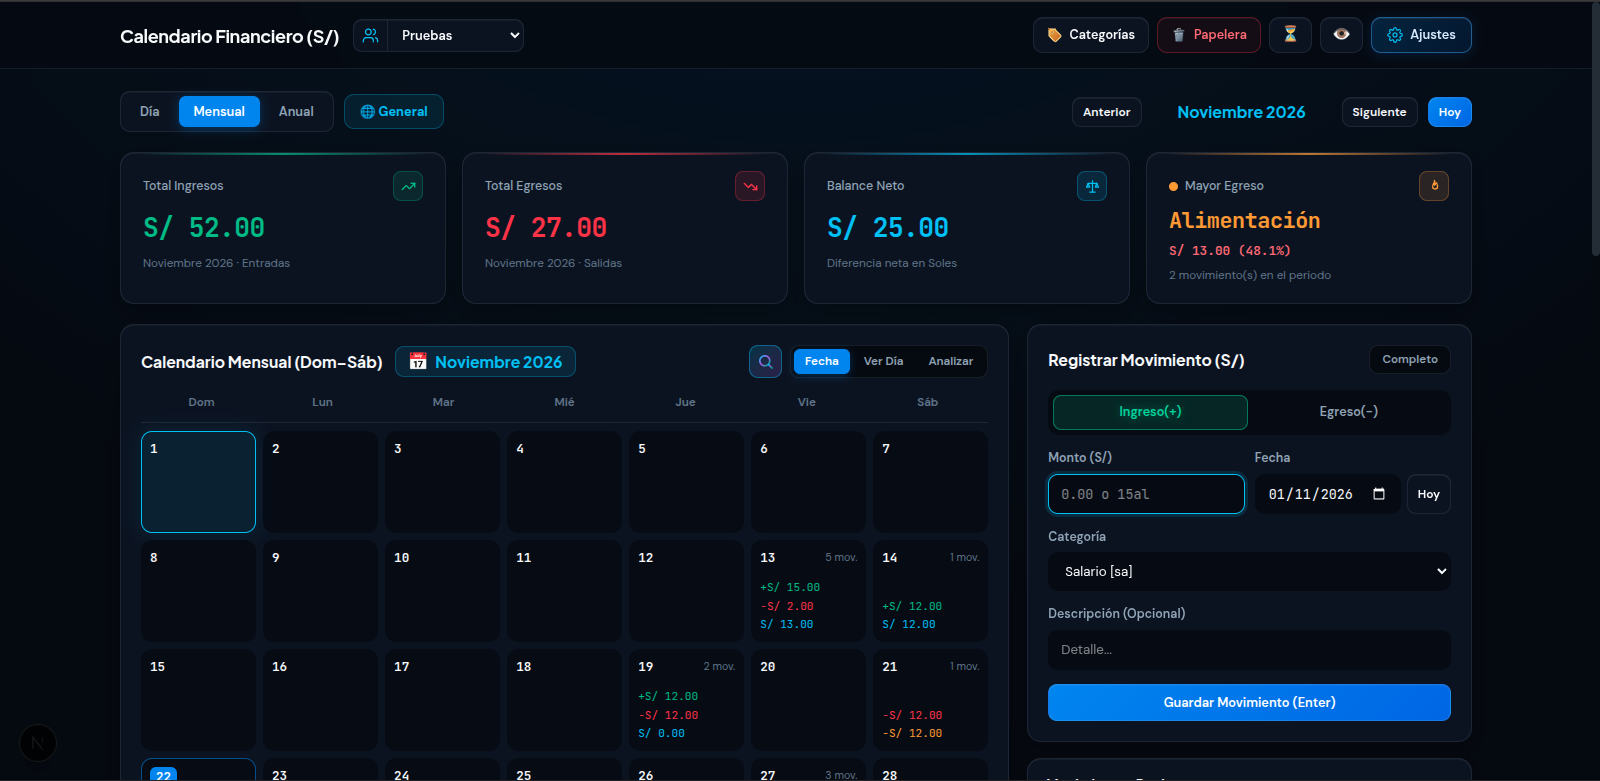 Calendario Financiero (S/)
Pruebas
Categorías
Papelera
Ajustes
Día
Mensual
Anual
General
Anterior
Noviembre 2026
Siguiente
Hoy
Total Ingresos
S/ 52.00
Noviembre 2026 · Entradas
Total Egresos
S/ 27.00
Noviembre 2026 · Salidas
Balance Neto
S/ 25.00
Diferencia neta en Soles
Mayor Egreso
Alimentación
S/ 13.00 (48.1%)
2 movimiento(s) en el período
Calendario Mensual (Dom–Sáb)
Noviembre 2026
Fecha
Ver Día
Analizar
Dom Lun Mar Mié Jue Vie Sáb
1 2 3 4 5 6 7
8 9 10 11 12
13 5 mov.
+S/ 15.00
-S/ 2.00
S/ 13.00
14 1 mov.
+S/ 12.00
S/ 12.00
15 16 17 18
19 2 mov.
+S/ 12.00
-S/ 12.00
S/ 0.00
20
21 1 mov.
-S/ 12.00
-S/ 12.00
22 23 24 25 26
27 3 mov.
28
Registrar Movimiento (S/)
Completo
Ingreso(+)
Egreso(-)
Monto (S/)
0.00 o 15al
Fecha
01/11/2026
Hoy
Categoría
Salario [sa]
Descripción (Opcional)
Detalle...
Guardar Movimiento (Enter)
N